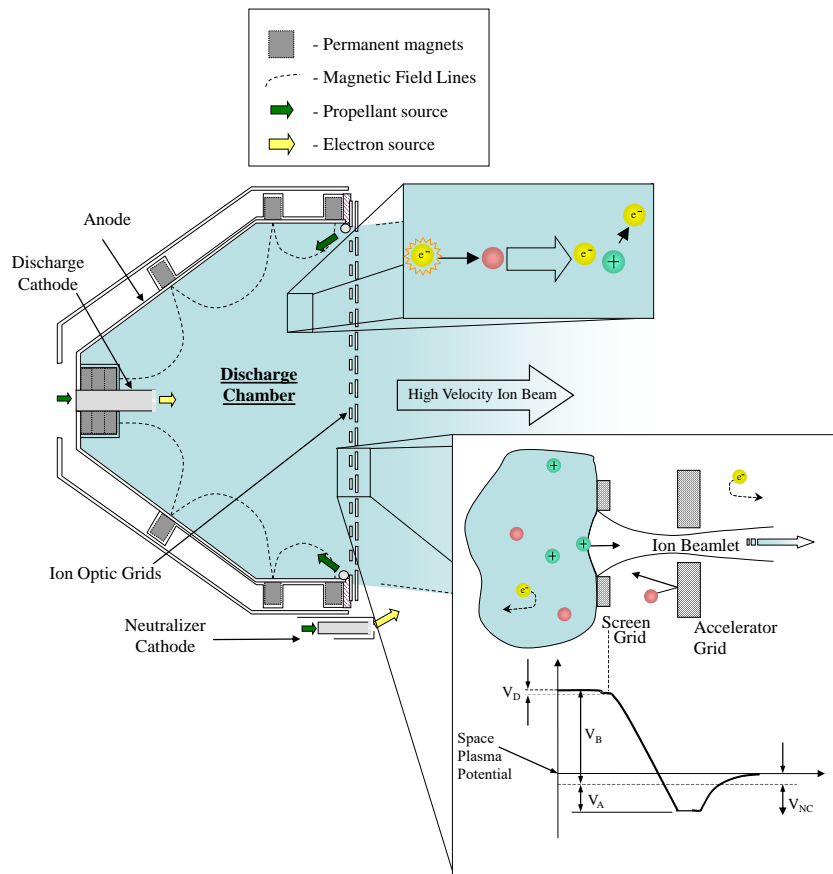 - Permanent magnets
- Magnetic Field Lines
- Propellant source
- Electron source
Anode
Discharge
Cathode
e⁻
e⁻
e⁻
+
Discharge
Chamber
High Velocity Ion Beam
Ion Optic Grids
Neutralizer
Cathode
+
e⁻
+
+
Ion Beamlet
e⁻
Screen
Grid
Accelerator
Grid
V_D
V_B
Space
Plasma
Potential
V_A
V_NC